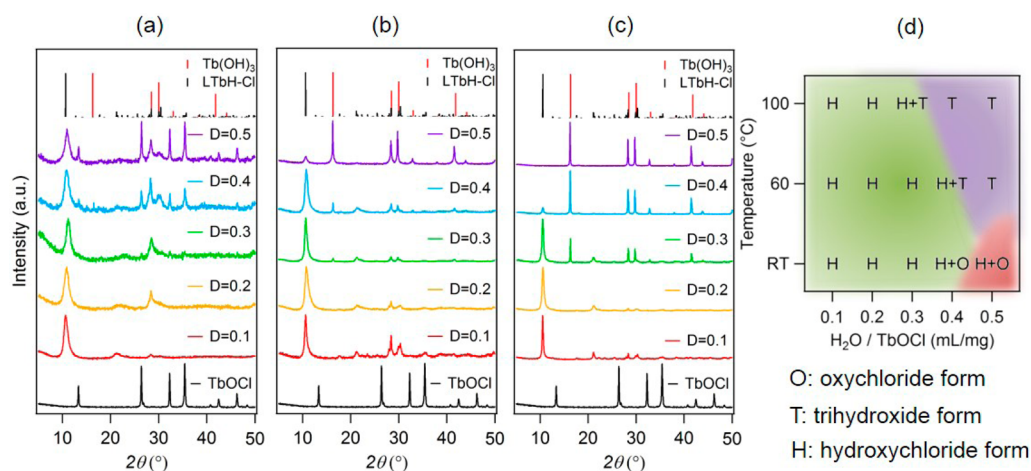 (a)
Intensity (a.u.)
Tb(OH)3
LTbH-Cl
D=0.5
D=0.4
D=0.3
D=0.2
D=0.1
TbOCl
10 20 30 40 50
2θ (°)
(b)
Tb(OH)3
LTbH-Cl
D=0.5
D=0.4
D=0.3
D=0.2
D=0.1
TbOCl
10 20 30 40 50
2θ (°)
(c)
Tb(OH)3
LTbH-Cl
D=0.5
D=0.4
D=0.3
D=0.2
D=0.1
TbOCl
10 20 30 40 50
2θ (°)
(d)
Temperature (°C)
100 H H H+T T T
60 H H H H+T T
RT H H H H+O H+O
0.1 0.2 0.3 0.4 0.5
H2O / TbOCl (mL/mg)
O: oxychloride form
T: trihydroxide form
H: hydroxychloride form